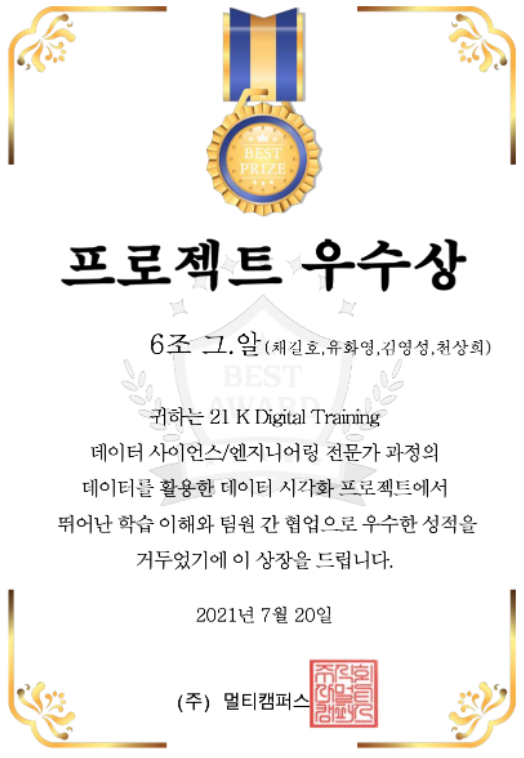 BEST
PRIZE
프로젝트 우수상
6조 그.알(채길호,유화영,김영성,천상희)
BEST
AWARD
귀하는 21 K Digital Training
데이터 사이언스/엔지니어링 전문가 과정의
데이터를 활용한 데이터 시각화 프로젝트에서
뛰어난 학습 이해와 팀원 간 협업으로 우수한 성적을
거두었기에 이 상장을 드립니다.
2021년 7월 20일
(주) 멀티캠퍼스